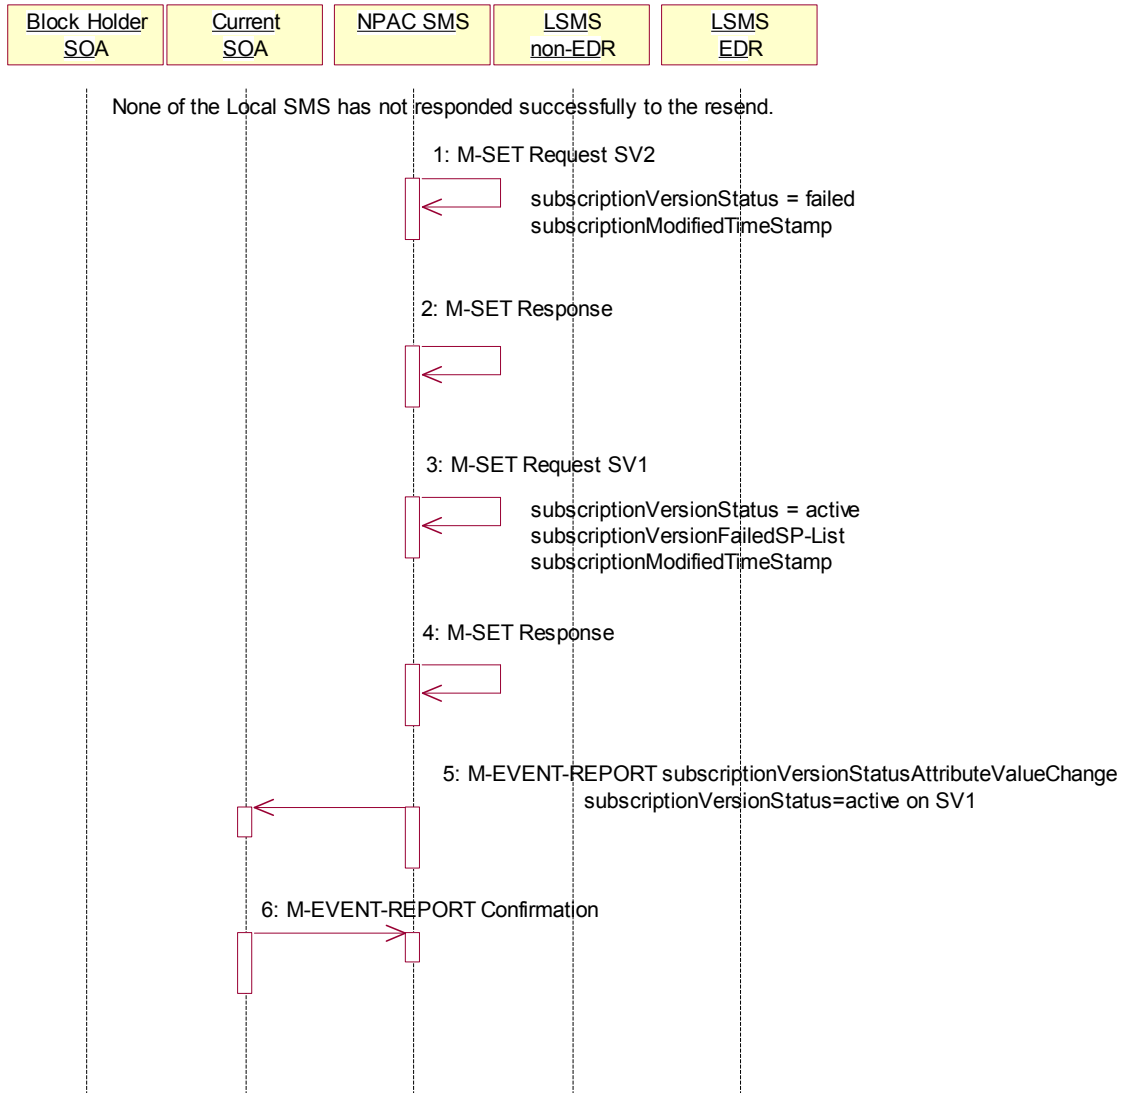 Block Holder
SOA
Current
SOA
NPAC SMS
LSMS
non-EDR
LSMS
EDR
None of the Local SMS has not responded successfully to the resend.
1: M-SET Request SV2
subscriptionVersionStatus = failed
subscriptionModifiedTimeStamp
2: M-SET Response
3: M-SET Request SV1
subscriptionVersionStatus = active
subscriptionVersionFailedSP-List
subscriptionModifiedTimeStamp
4: M-SET Response
5: M-EVENT-REPORT subscriptionVersionStatusAttributeValueChange
subscriptionVersionStatus=active on SV1
6: M-EVENT-REPORT Confirmation